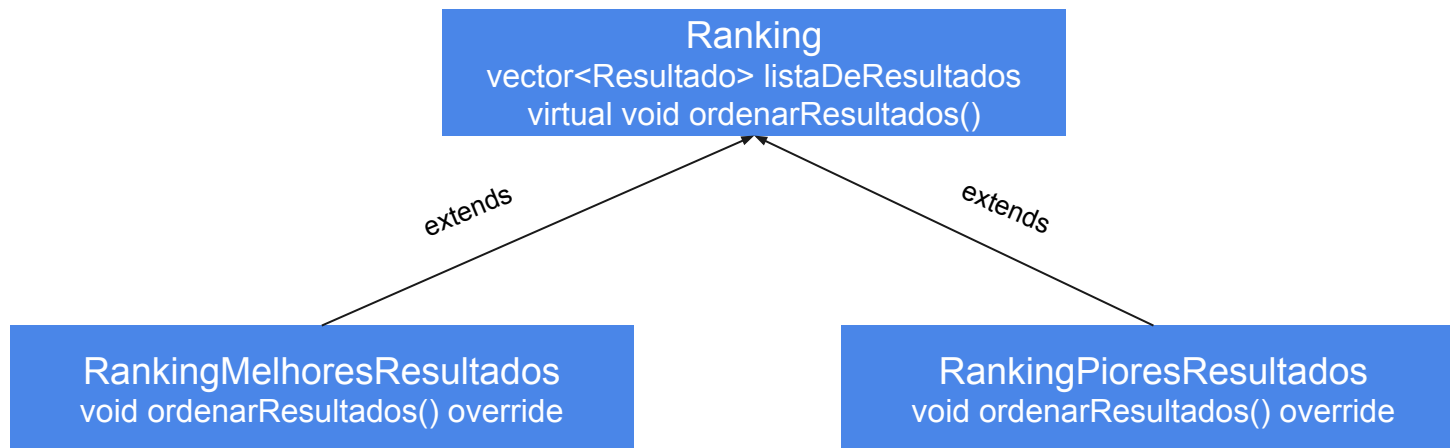 Ranking
vector<Resultado> listaDeResultados
virtual void ordenarResultados()
extends
extends
RankingMelhoresResultados
void ordenarResultados() override
RankingPioresResultados
void ordenarResultados() override